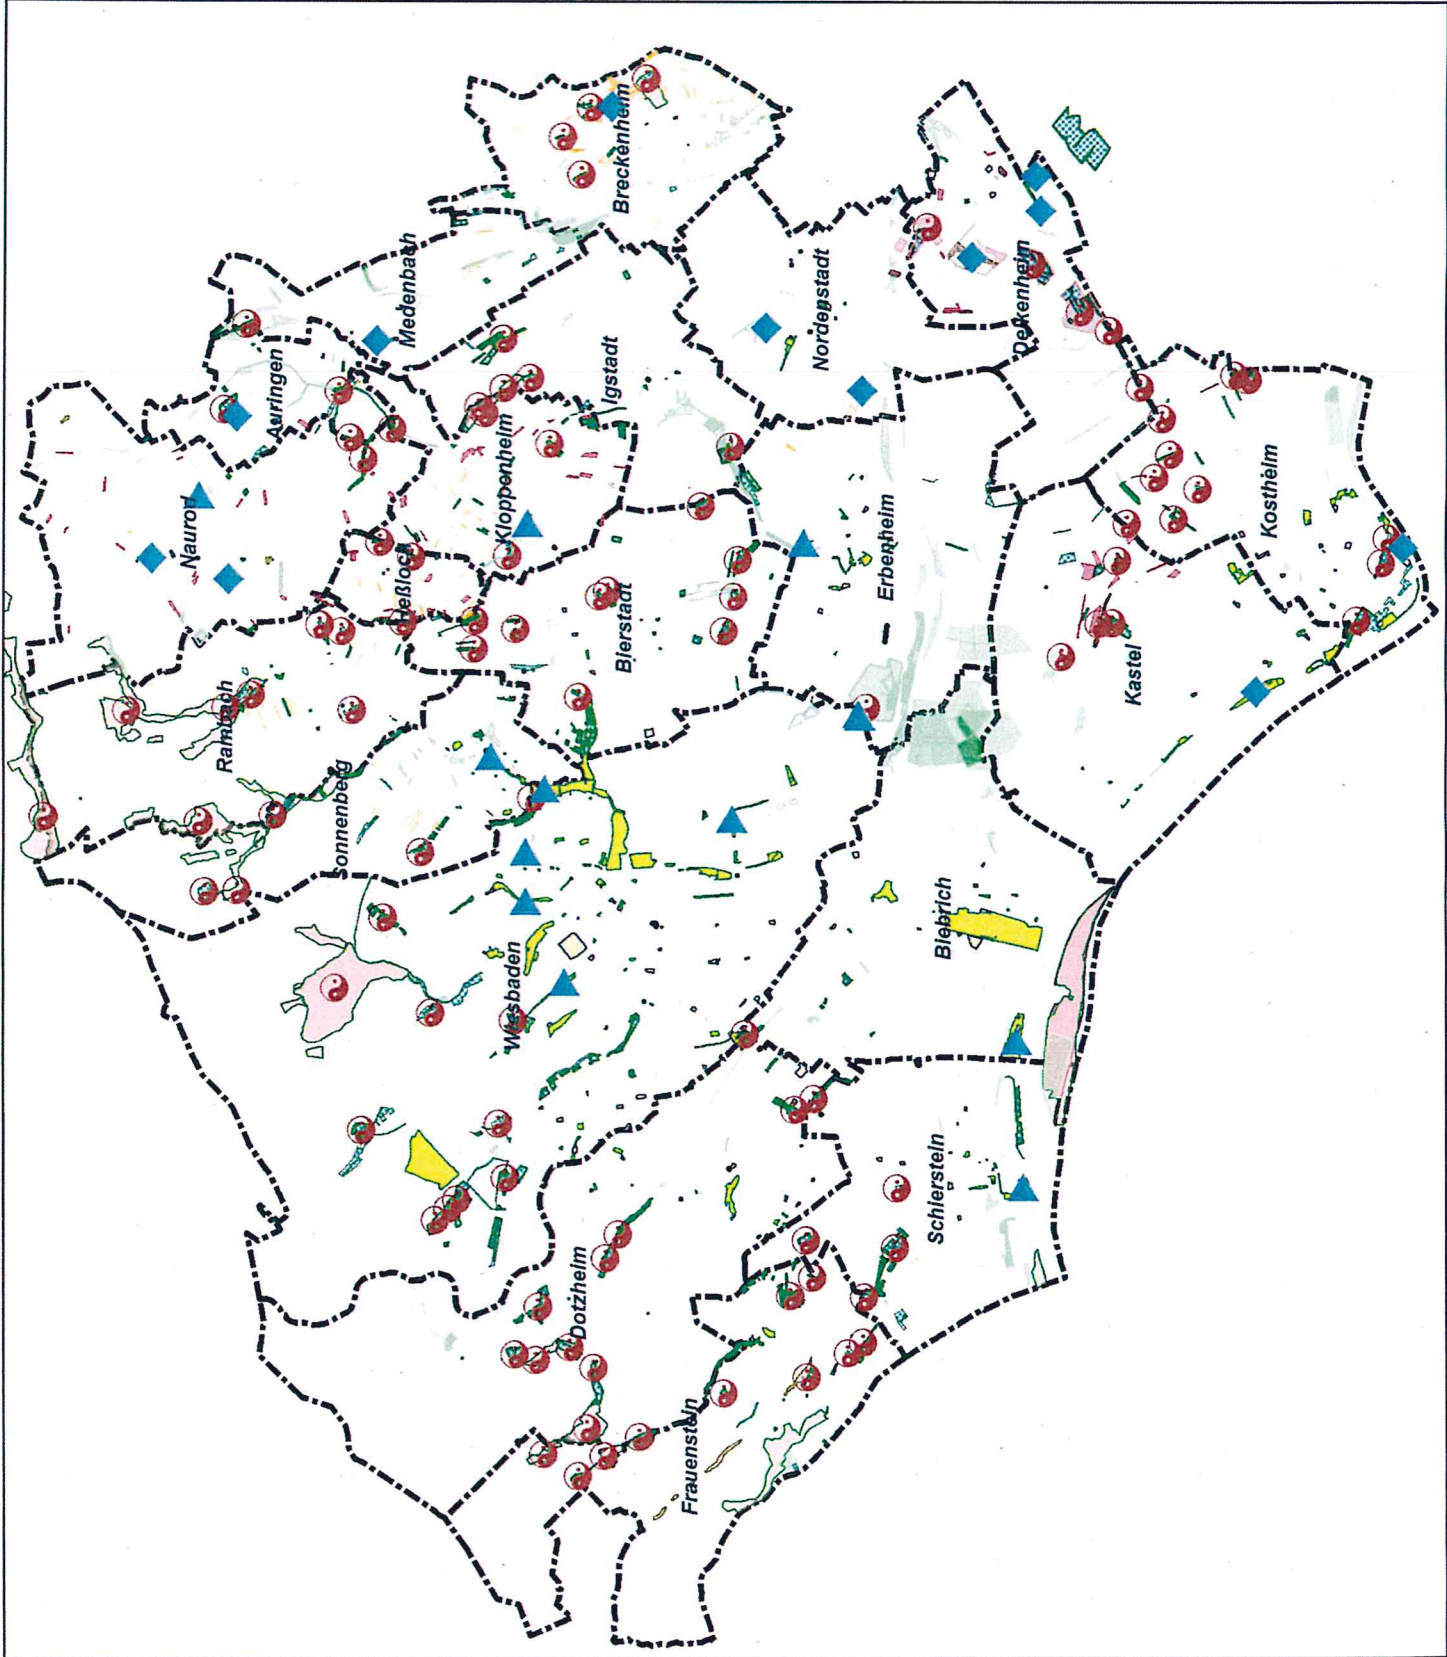 Breckenheim
Medenbach
Auringen
Naurod
Igstadt
Kloppenheim
Heßloch
Nordenstadt
Delkenheim
Bierstadt
Erbenheim
Rambach
Sonnenberg
Kostheim
Kastel
Wiesbaden
Biebrich
Schierstein
Dotzheim
Frauenstein